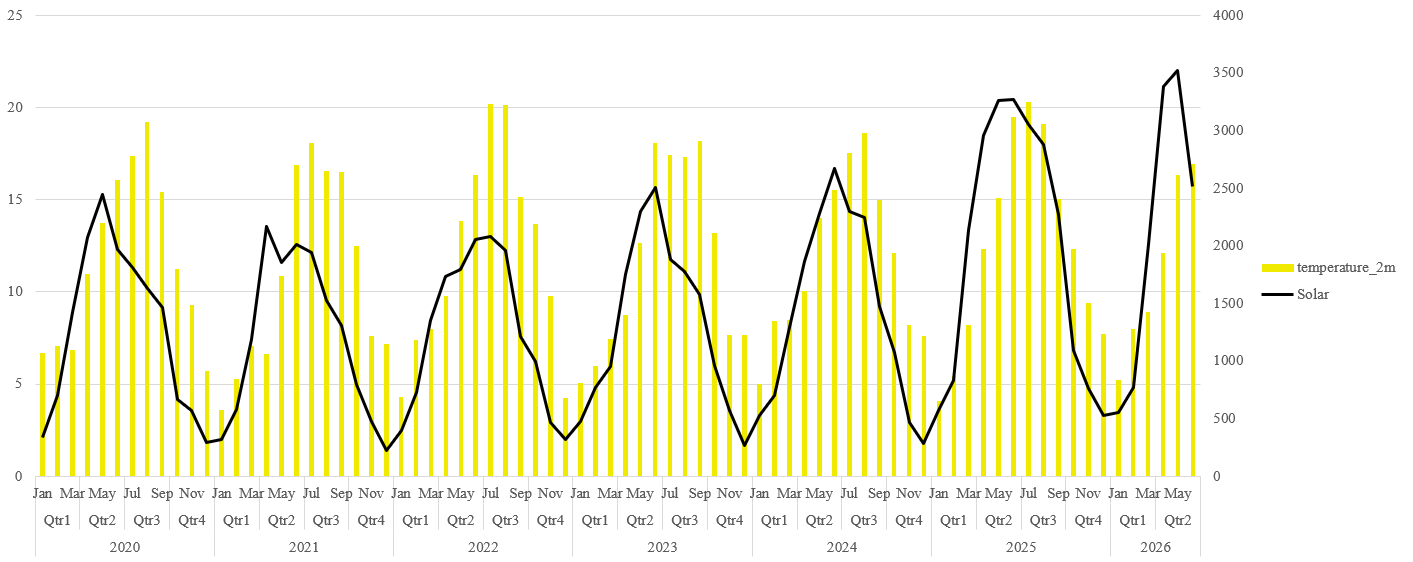 25 4000
3500
20 3000
2500
15 2000
10 1500
1000
5 500
0 0
temperature_2m
Solar
Jan Mar May Jul Sep Nov Jan Mar May Jul Sep Nov Jan Mar May Jul Sep Nov Jan Mar May Jul Sep Nov Jan Mar May Jul Sep Nov Jan Mar May Jul Sep Nov Jan Mar May
Qtr1 Qtr2 Qtr3 Qtr4 Qtr1 Qtr2 Qtr3 Qtr4 Qtr1 Qtr2 Qtr3 Qtr4 Qtr1 Qtr2 Qtr3 Qtr4 Qtr1 Qtr2 Qtr3 Qtr4 Qtr1 Qtr2 Qtr3 Qtr4 Qtr1 Qtr2
2020 2021 2022 2023 2024 2025 2026